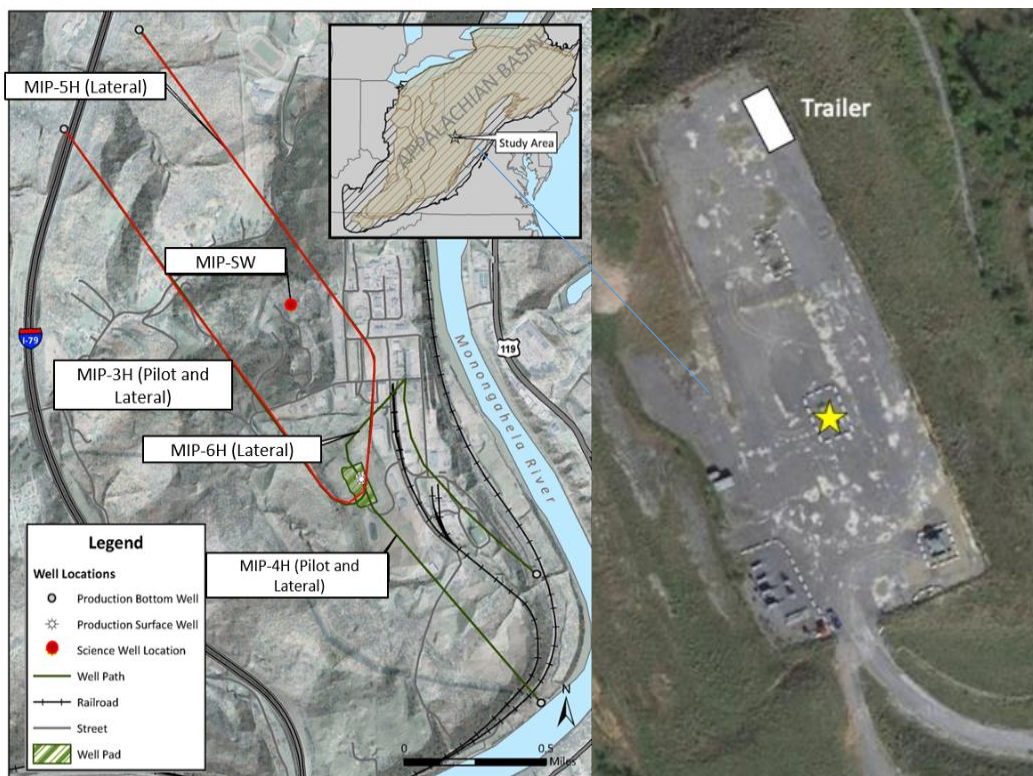 MIP-5H (Lateral)
APPALACHIAN BASIN
Study Area
Trailer
MIP-SW
I-79
119
Monongahela River
MIP-3H (Pilot and
Lateral)
MIP-6H (Lateral)
MIP-4H (Pilot and
Lateral)
Legend
Well Locations
Production Bottom Well
Production Surface Well
Science Well Location
Well Path
Railroad
Street
Well Pad
N
0
0.5
Miles